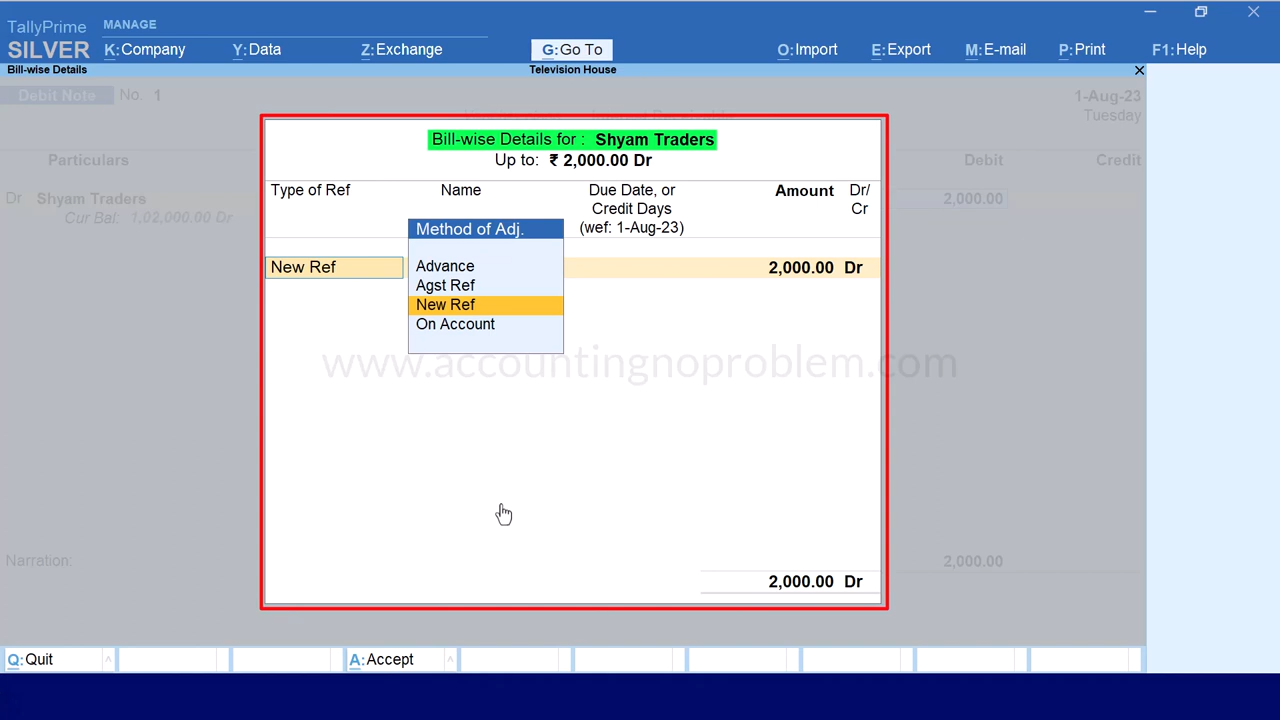 TallyPrime MANAGE
SILVER K:Company Y:Data Z:Exchange G:Go To O:Import E:Export M:E-mail P:Print F1:Help
Bill-wise Details Television House
Debit Note No. 1 1-Aug-23
Tuesday
Bill-wise Details for : Shyam Traders
Up to: ₹ 2,000.00 Dr
Particulars Debit Credit
Type of Ref Name Due Date, or Amount Dr/
Credit Days Cr
(wef: 1-Aug-23)
Dr Shyam Traders 2,000.00
Cur Bal: 1,02,000.00 Dr
Method of Adj.
New Ref 2,000.00 Dr
Advance
Agst Ref
New Ref
On Account
www.accountingnoproblem.com
Narration: 2,000.00
2,000.00 Dr
Q:Quit A:Accept